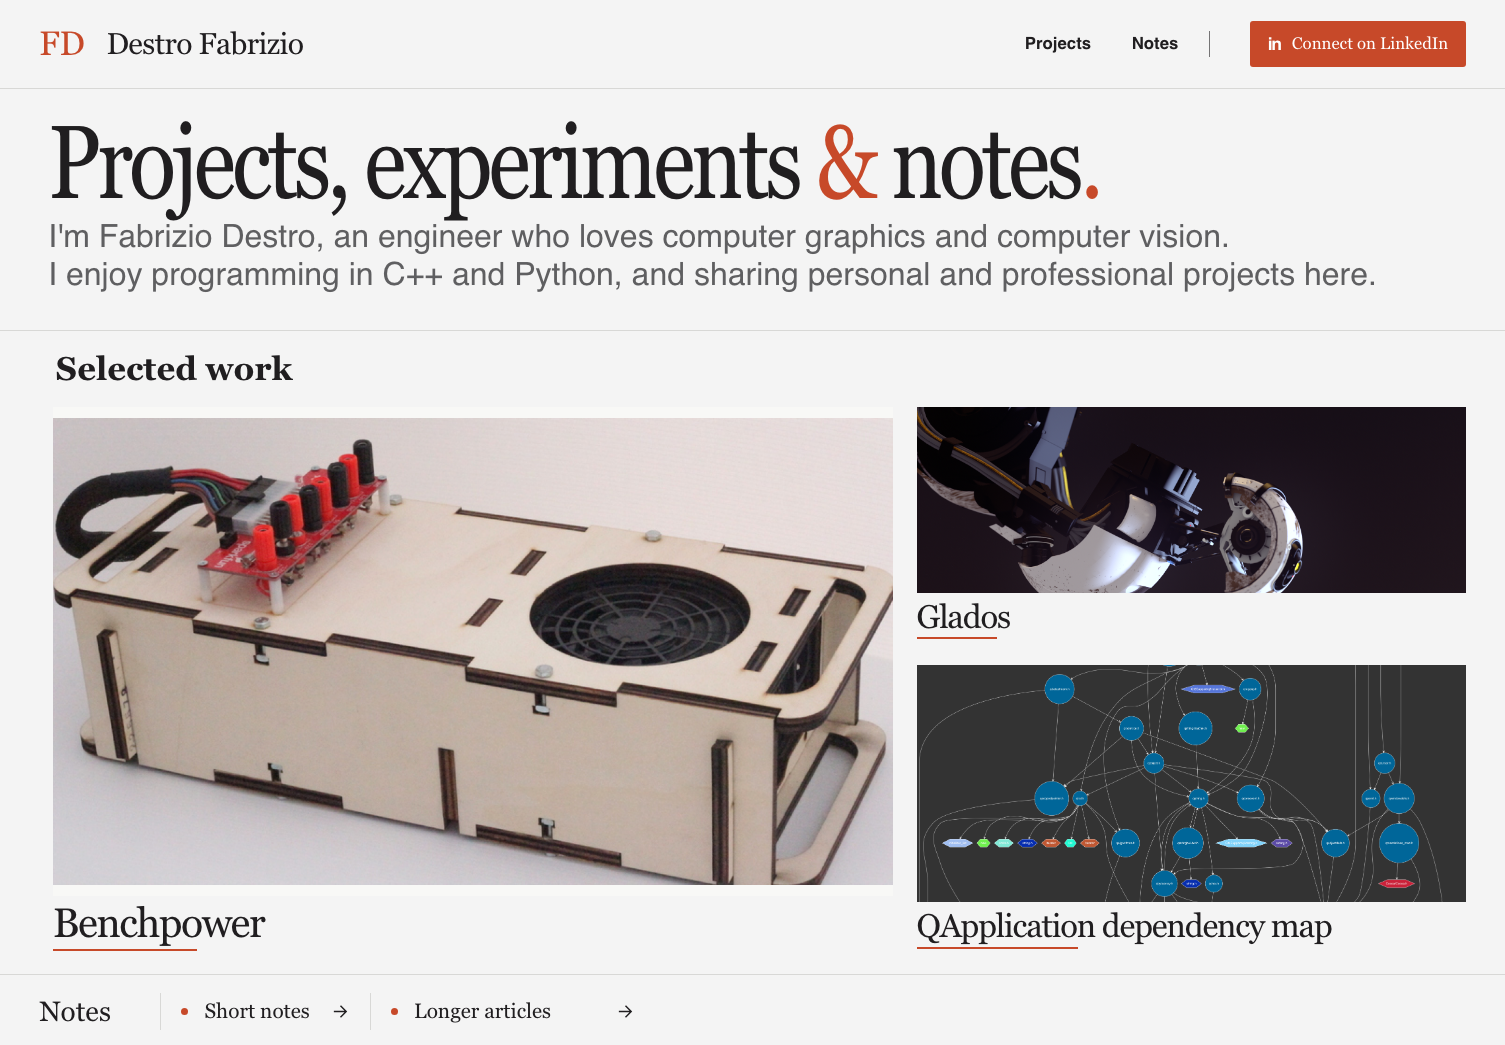 FD Destro Fabrizio
Projects
Notes
in Connect on LinkedIn
Projects, experiments & notes.
I'm Fabrizio Destro, an engineer who loves computer graphics and computer vision.
I enjoy programming in C++ and Python, and sharing personal and professional projects here.
Selected work
Benchpower
Glados
QApplication dependency map
Notes
Short notes →
Longer articles →